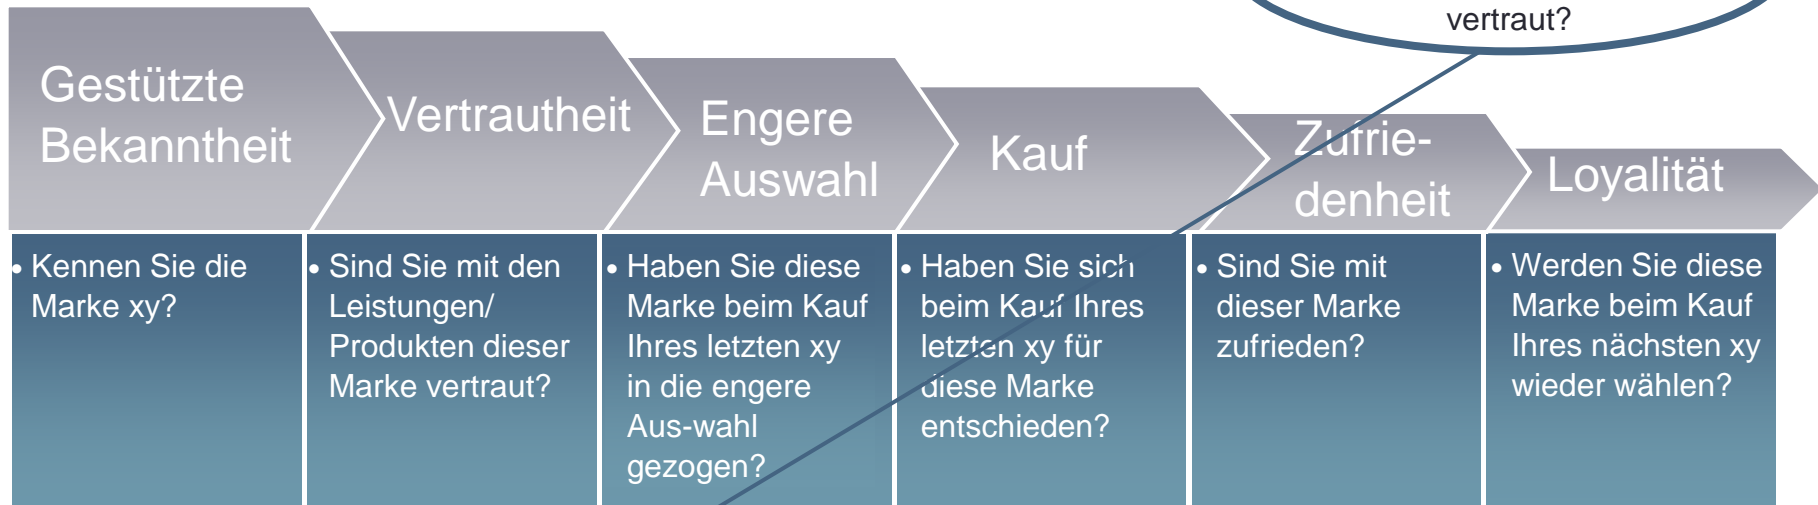 vertraut?
Gestützte
Bekanntheit
Vertrautheit
Engere
Auswahl
Kauf
Zufrie-
denheit
Loyalität
• Kennen Sie die
Marke xy?
• Sind Sie mit den
Leistungen/
Produkten dieser
Marke vertraut?
• Haben Sie diese
Marke beim Kauf
Ihres letzten xy
in die engere
Aus-wahl
gezogen?
• Haben Sie sich
beim Kauf Ihres
letzten xy für
diese Marke
entschieden?
• Sind Sie mit
dieser Marke
zufrieden?
• Werden Sie diese
Marke beim Kauf
Ihres nächsten xy
wieder wählen?